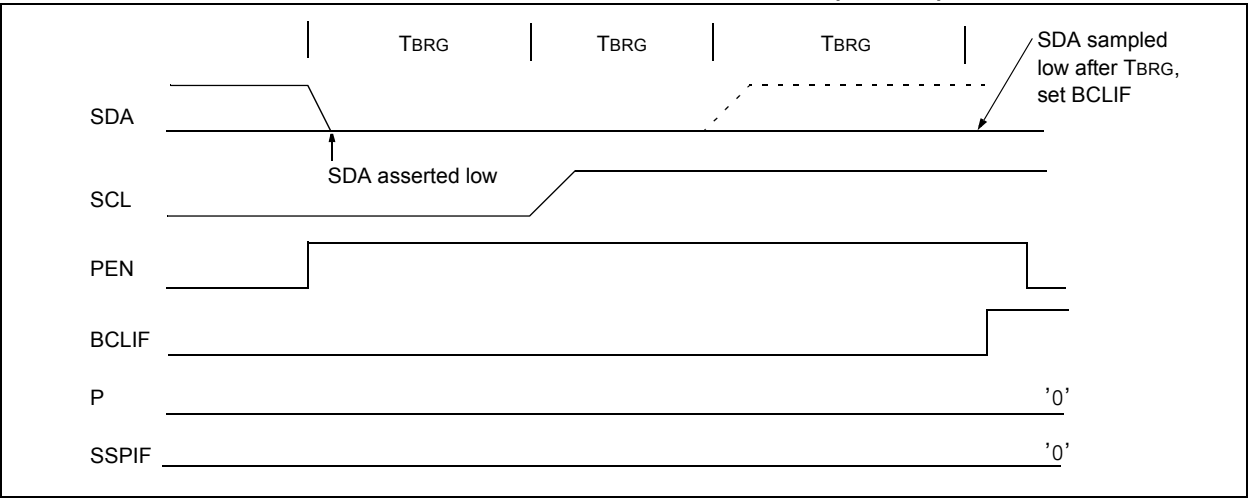 TBRG TBRG TBRG
SDA sampled
low after TBRG,
set BCLIF
SDA
SDA asserted low
SCL
PEN
BCLIF
P
'0'
SSPIF
'0'